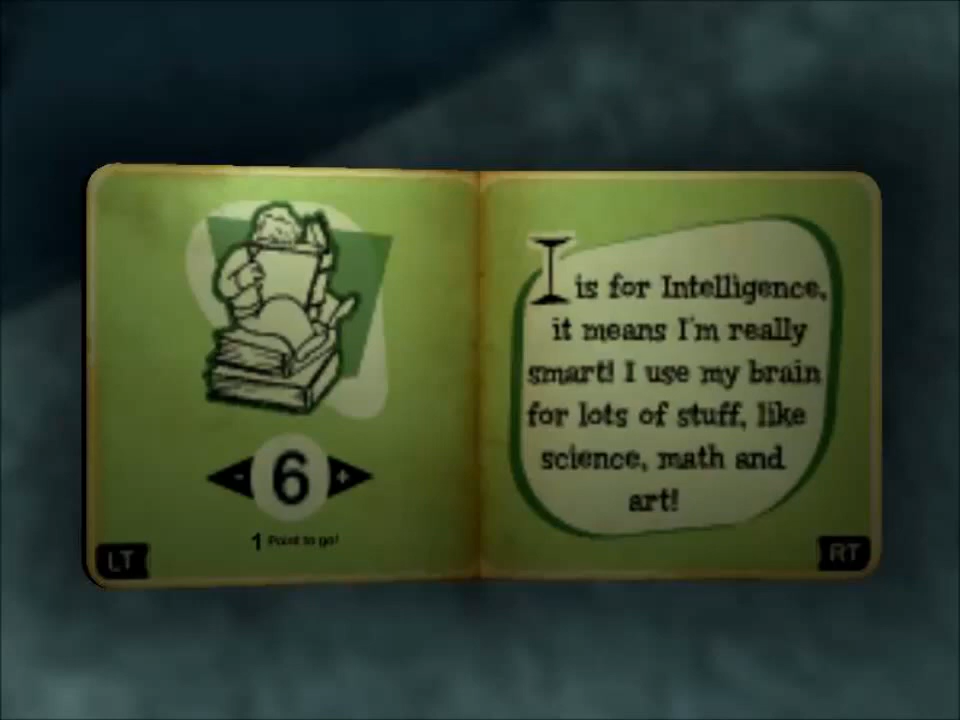 - 6 +
1 Point to go!
LT
I is for Intelligence,
it means I'm really
smart! I use my brain
for lots of stuff, like
science, math and
art!
RT